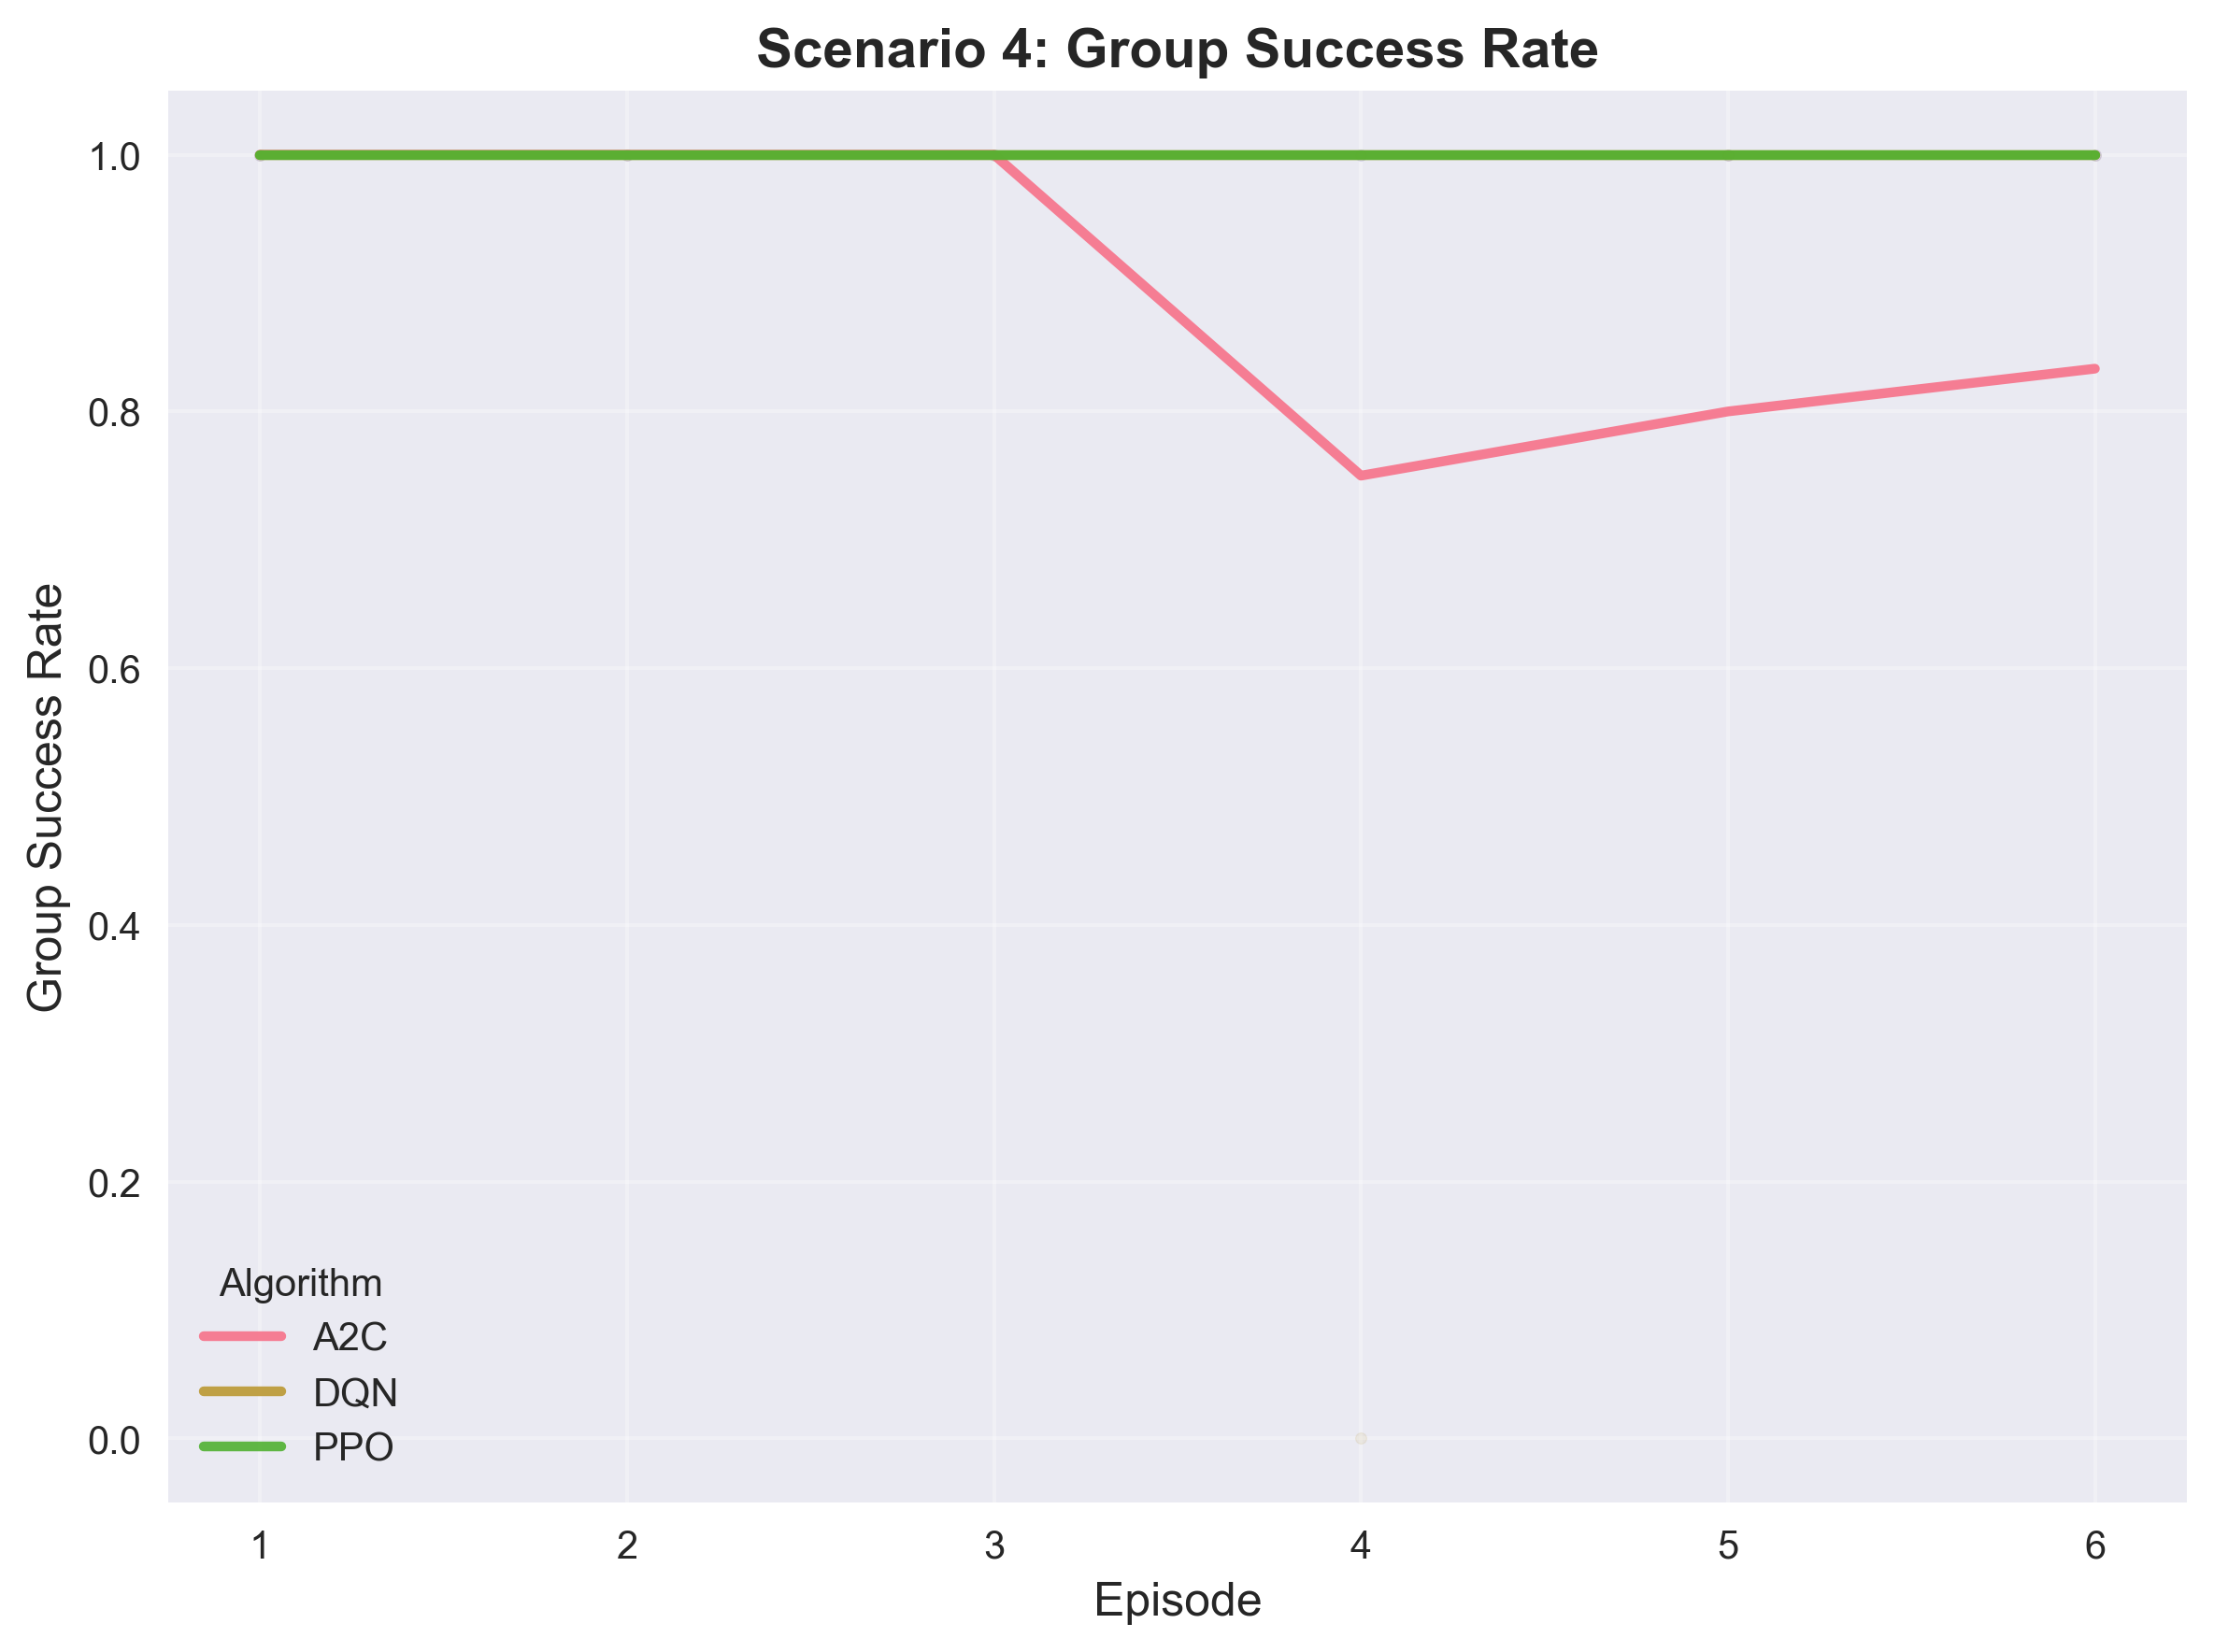 Scenario 4: Group Success Rate
1.0
0.8
0.6
0.4
0.2
0.0
Group Success Rate
Algorithm
A2C
DQN
PPO
1 2 3 4 5 6
Episode